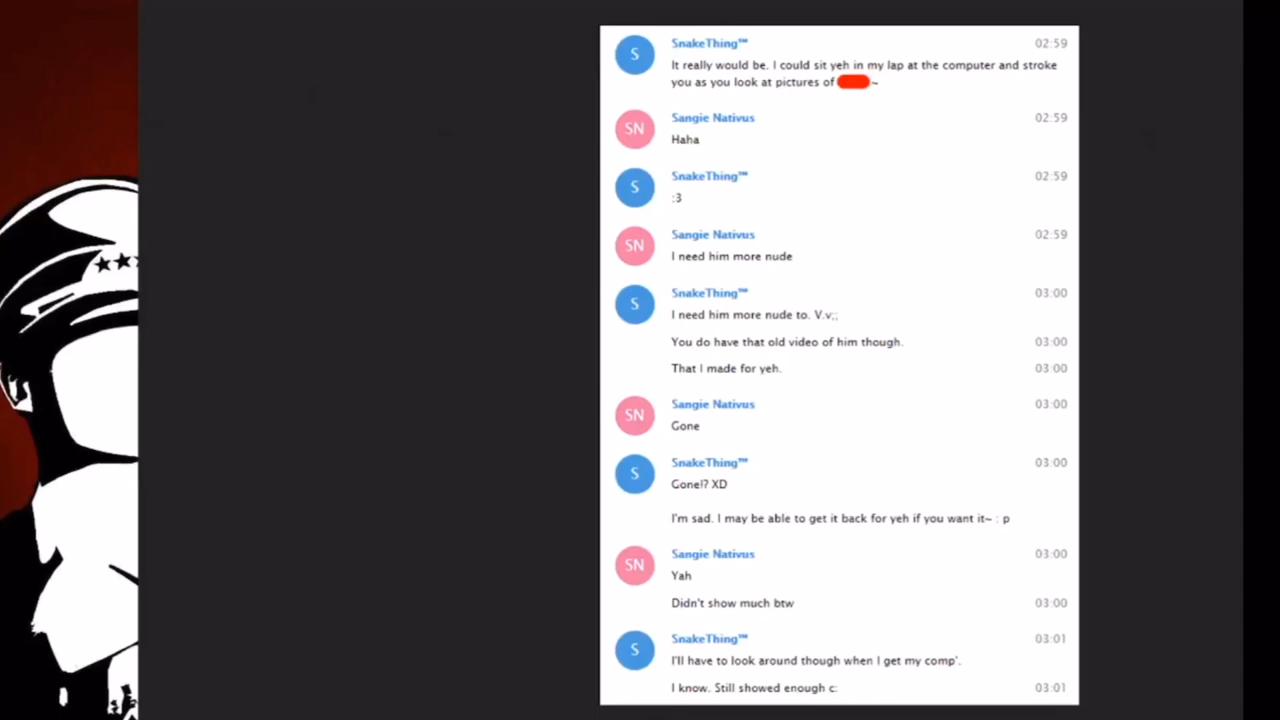 S
SnakeThing™ 02:59
It really would be. I could sit yeh in my lap at the computer and stroke
you as you look at pictures of ~
SN
Sangie Nativus 02:59
Haha
S
SnakeThing™ 02:59
:3
SN
Sangie Nativus 02:59
I need him more nude
S
SnakeThing™ 03:00
I need him more nude to. V.v;;
You do have that old video of him though. 03:00
That I made for yeh. 03:00
SN
Sangie Nativus 03:00
Gone
S
SnakeThing™ 03:00
Gone!? XD
I'm sad. I may be able to get it back for yeh if you want it~ : p
SN
Sangie Nativus 03:00
Yah
Didn't show much btw 03:00
S
SnakeThing™ 03:01
I'll have to look around though when I get my comp'.
I know. Still showed enough c: 03:01